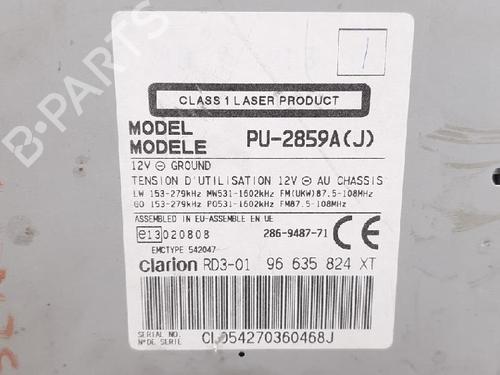 1
CLASS 1 LASER PRODUCT
MODEL
MODELE PU-2859A(J)
12V ⊖ GROUND
TENSION D'UTILISATION 12V ⊖ AU CHASSIS
LW 153-279kHz MW531-1602kHz FM(UKW)87.5-108MHz
GO 153-279kHz PO531-1602kHz FM87.5-108MHz
ASSEMBLED IN EU-ASSEMBLE EN UE
e13 020808 286-9487-71 CE
EMCTYPE 542047
clarion RD3-01 96 635 824 XT
SERIAL NO.
N° DE SERIE CL054270360468J
B-PARTS